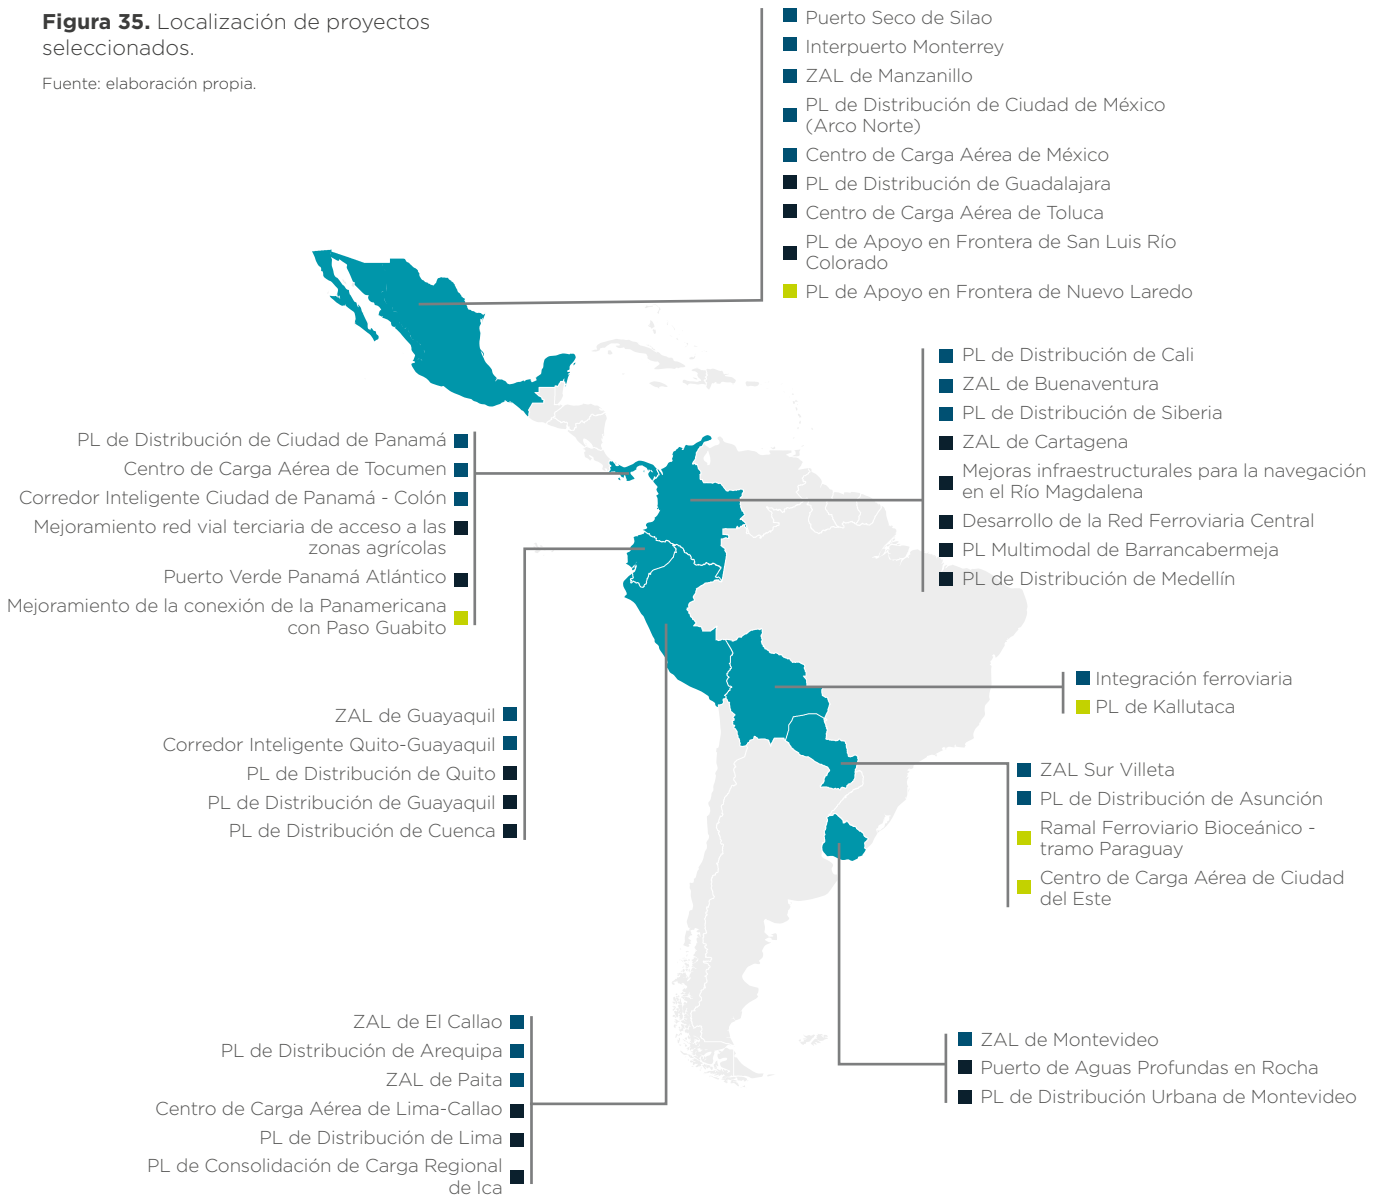 Figura 35. Localización de proyectos
seleccionados.
Fuente: elaboración propia.
Puerto Seco de Silao
Interpuerto Monterrey
ZAL de Manzanillo
PL de Distribución de Ciudad de México
(Arco Norte)
Centro de Carga Aérea de México
PL de Distribución de Guadalajara
Centro de Carga Aérea de Toluca
PL de Apoyo en Frontera de San Luis Río
Colorado
PL de Apoyo en Frontera de Nuevo Laredo
PL de Distribución de Cali
ZAL de Buenaventura
PL de Distribución de Siberia
ZAL de Cartagena
Mejoras infraestructurales para la navegación
en el Río Magdalena
Desarrollo de la Red Ferroviaria Central
PL Multimodal de Barrancabermeja
PL de Distribución de Medellín
PL de Distribución de Ciudad de Panamá
Centro de Carga Aérea de Tocumen
Corredor Inteligente Ciudad de Panamá - Colón
Mejoramiento red vial terciaria de acceso a las
zonas agrícolas
Puerto Verde Panamá Atlántico
Mejoramiento de la conexión de la Panamericana
con Paso Guabito
Integración ferroviaria
PL de Kallutaca
ZAL de Guayaquil
Corredor Inteligente Quito-Guayaquil
PL de Distribución de Quito
PL de Distribución de Guayaquil
PL de Distribución de Cuenca
ZAL Sur Villeta
PL de Distribución de Asunción
Ramal Ferroviario Bioceánico -
tramo Paraguay
Centro de Carga Aérea de Ciudad
del Este
ZAL de El Callao
PL de Distribución de Arequipa
ZAL de Paita
Centro de Carga Aérea de Lima-Callao
PL de Distribución de Lima
PL de Consolidación de Carga Regional
de Ica
ZAL de Montevideo
Puerto de Aguas Profundas en Rocha
PL de Distribución Urbana de Montevideo